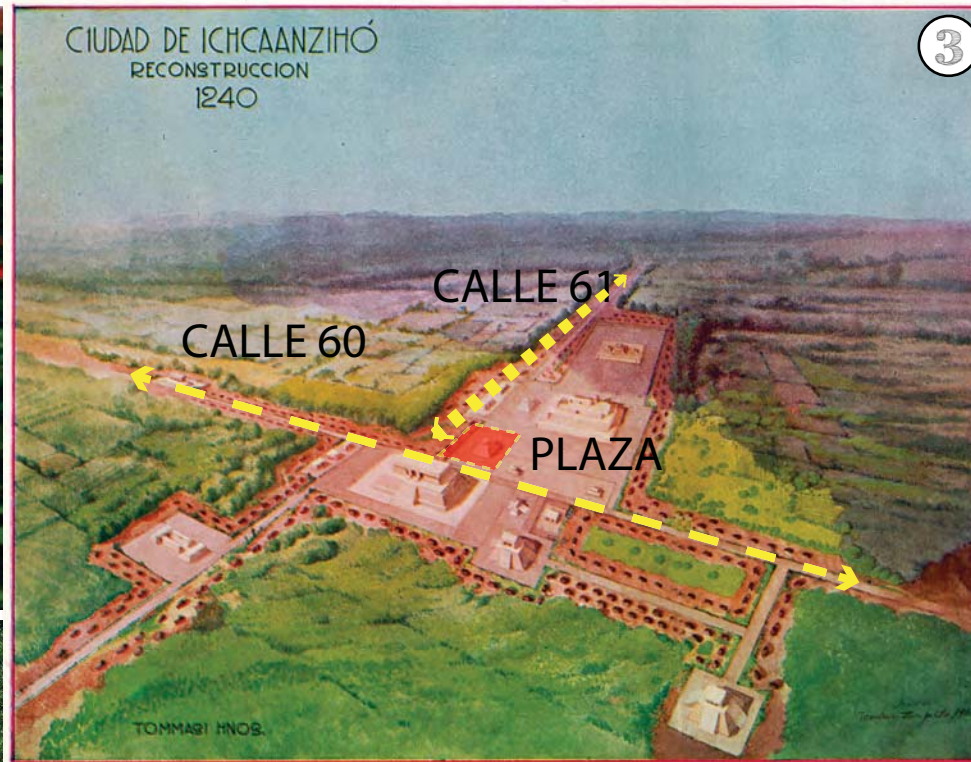 CIUDAD DE ICHCAANZIHÓ
RECONSTRUCCION
1240
3
CALLE 61
CALLE 60
PLAZA
TOMMASI HNOS.